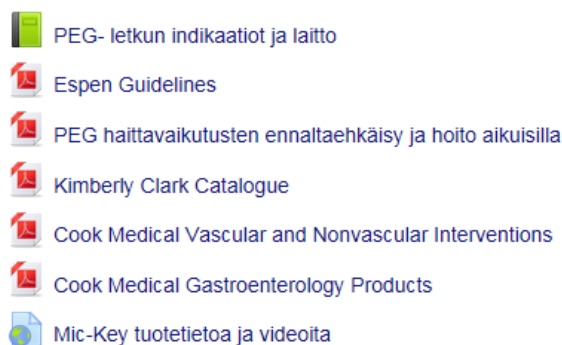 PEG- letkun indikaatiot ja laitto
Espen Guidelines
PEG haittavaikutusten ennaltaehkäisy ja hoito aikuisilla
Kimberly Clark Catalogue
Cook Medical Vascular and Nonvascular Interventions
Cook Medical Gastroenterology Products
Mic-Key tuotetietoa ja videoita